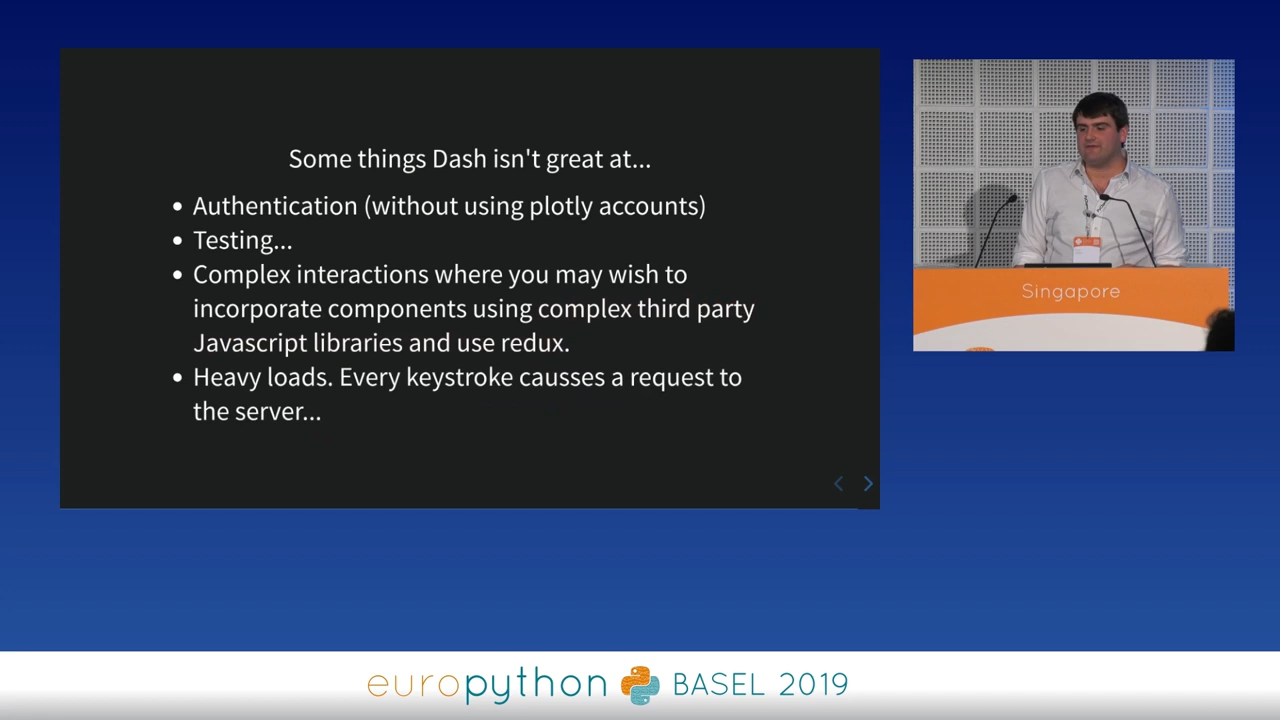 Some things Dash isn't great at...
• Authentication (without using plotly accounts)
• Testing...
• Complex interactions where you may wish to
incorporate components using complex third party
Javascript libraries and use redux.
• Heavy loads. Every keystroke causses a request to
the server...
Singapore
europython BASEL 2019